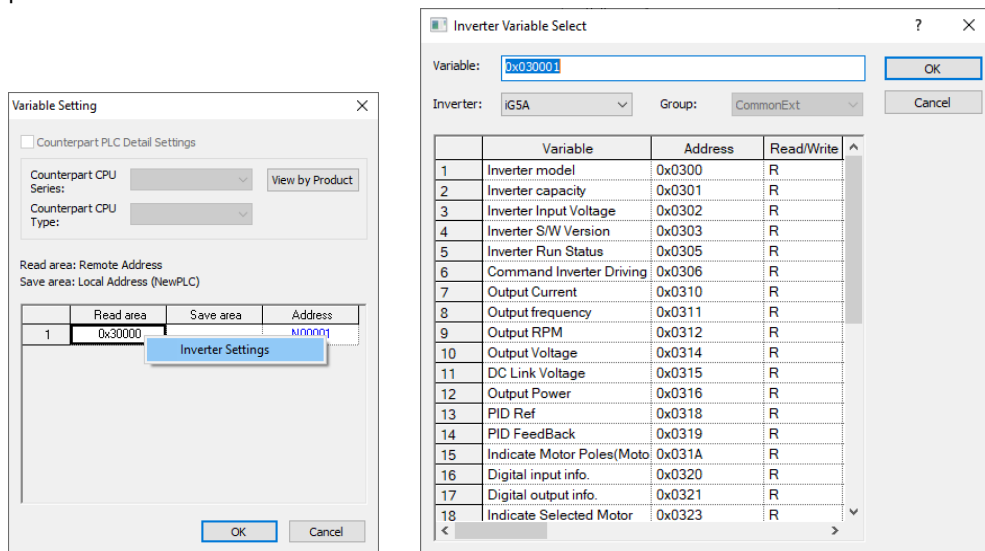 Variable Setting
Counterpart PLC Detail Settings
Counterpart CPU Series:
View by Product
Counterpart CPU Type:
Read area: Remote Address
Save area: Local Address (NewPLC)
Read area Save area Address
1 0x30000 N00001
Inverter Settings
OK Cancel
Inverter Variable Select ?
Variable: 0x030001 OK
Inverter: iG5A Group: CommonExt Cancel
Variable Address Read/Write
1 Inverter model 0x0300 R
2 Inverter capacity 0x0301 R
3 Inverter Input Voltage 0x0302 R
4 Inverter S/W Version 0x0303 R
5 Inverter Run Status 0x0305 R
6 Command Inverter Driving 0x0306 R
7 Output Current 0x0310 R
8 Output frequency 0x0311 R
9 Output RPM 0x0312 R
10 Output Voltage 0x0314 R
11 DC Link Voltage 0x0315 R
12 Output Power 0x0316 R
13 PID Ref 0x0318 R
14 PID FeedBack 0x0319 R
15 Indicate Motor Poles(Moto 0x031A R
16 Digital input info. 0x0320 R
17 Digital output info. 0x0321 R
18 Indicate Selected Motor 0x0323 R